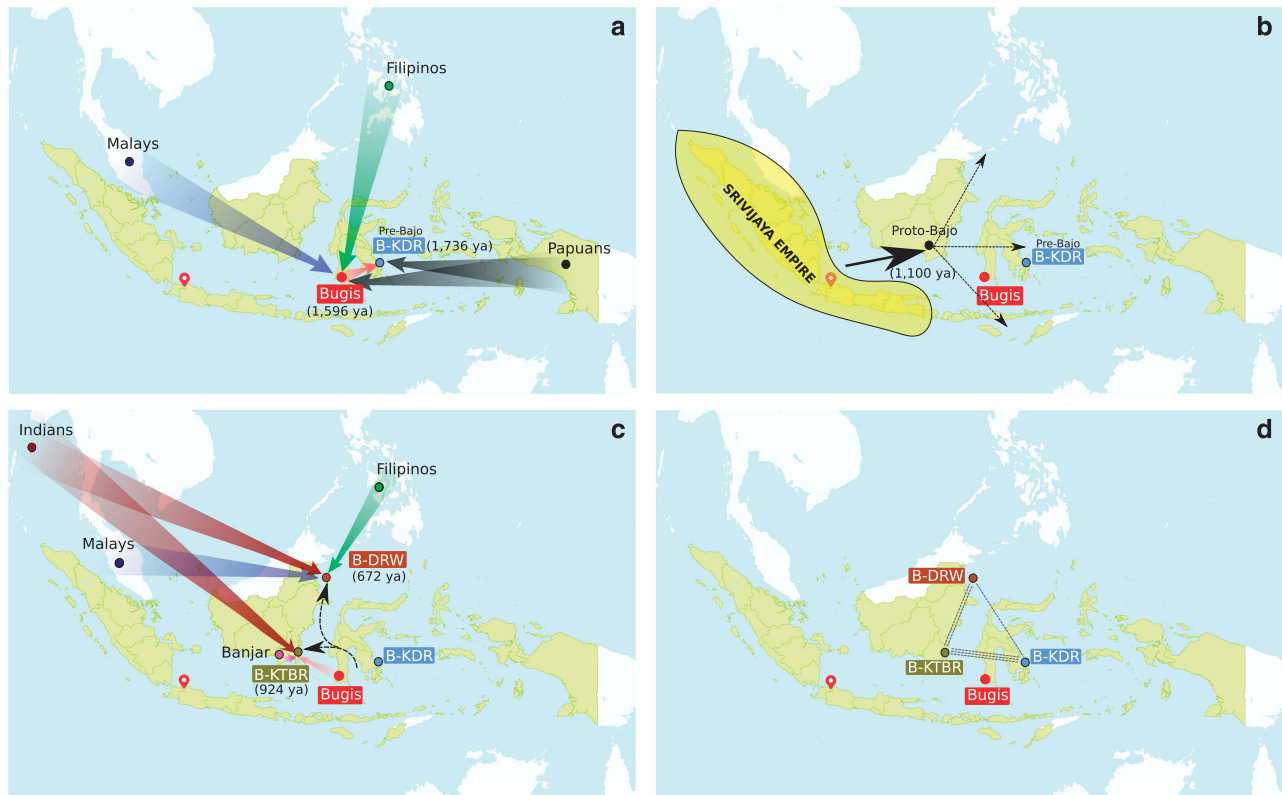 a
Filipinos
Malays
Pre-Bajo
B-KDR (1,736 ya)
Papuans
Bugis
(1,596 ya)
b
SRIVIJAYA EMPIRE
Proto-Bajo
(1,100 ya)
Pre-Bajo
B-KDR
Bugis
c
Indians
Filipinos
Malays
B-DRW
(672 ya)
Banjar
B-KTBR
(924 ya)
B-KDR
Bugis
d
B-DRW
B-KTBR
B-KDR
Bugis